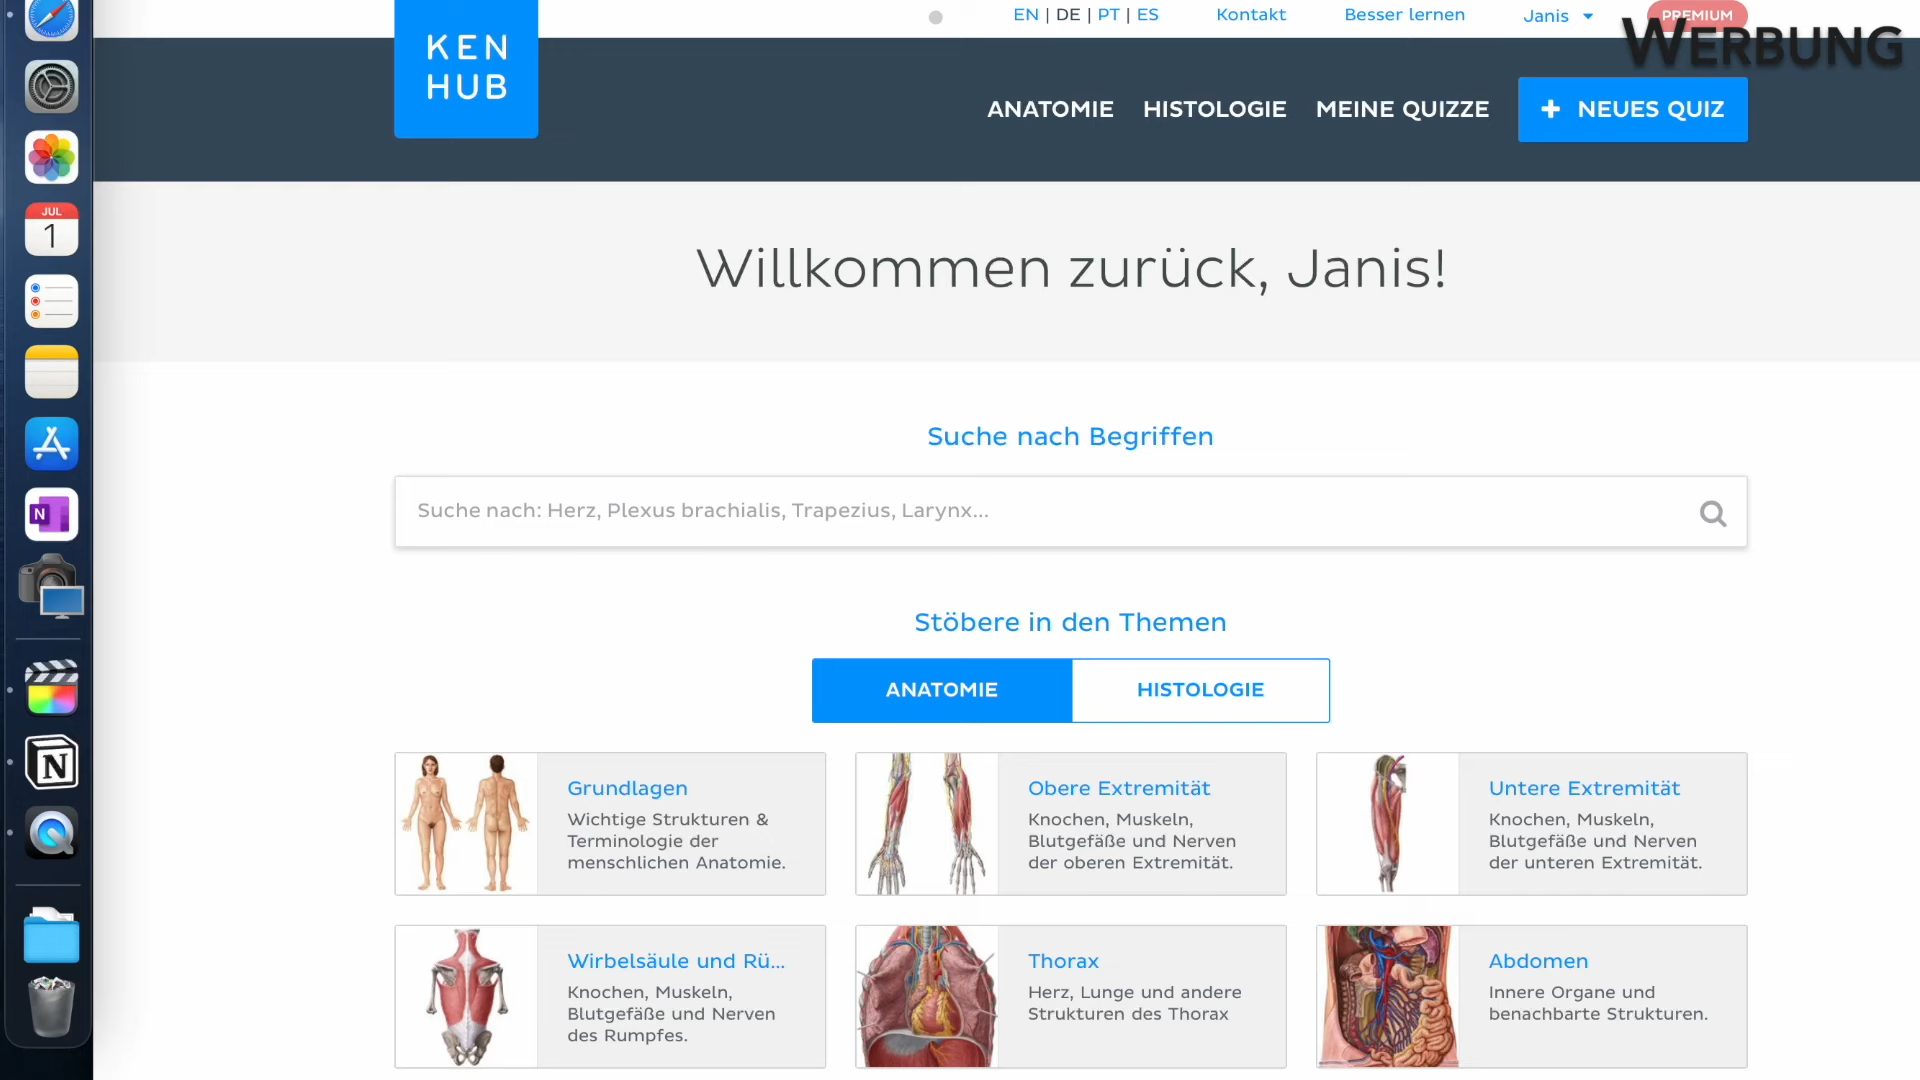 EN | DE | PT | ES
Kontakt
Besser lernen
Janis
PREMIUM
WERBUNG
KEN
HUB
ANATOMIE
HISTOLOGIE
MEINE QUIZZE
+ NEUES QUIZ
JUL
1
Willkommen zurück, Janis!
Suche nach Begriffen
Suche nach: Herz, Plexus brachialis, Trapezius, Larynx...
N
Stöbere in den Themen
ANATOMIE
HISTOLOGIE
N
Grundlagen
Wichtige Strukturen &
Terminologie der
menschlichen Anatomie.
Obere Extremität
Knochen, Muskeln,
Blutgefäße und Nerven
der oberen Extremität.
Untere Extremität
Knochen, Muskeln,
Blutgefäße und Nerven
der unteren Extremität.
Wirbelsäule und Rü...
Knochen, Muskeln,
Blutgefäße und Nerven
des Rumpfes.
Thorax
Herz, Lunge und andere
Strukturen des Thorax
Abdomen
Innere Organe und
benachbarte Strukturen.